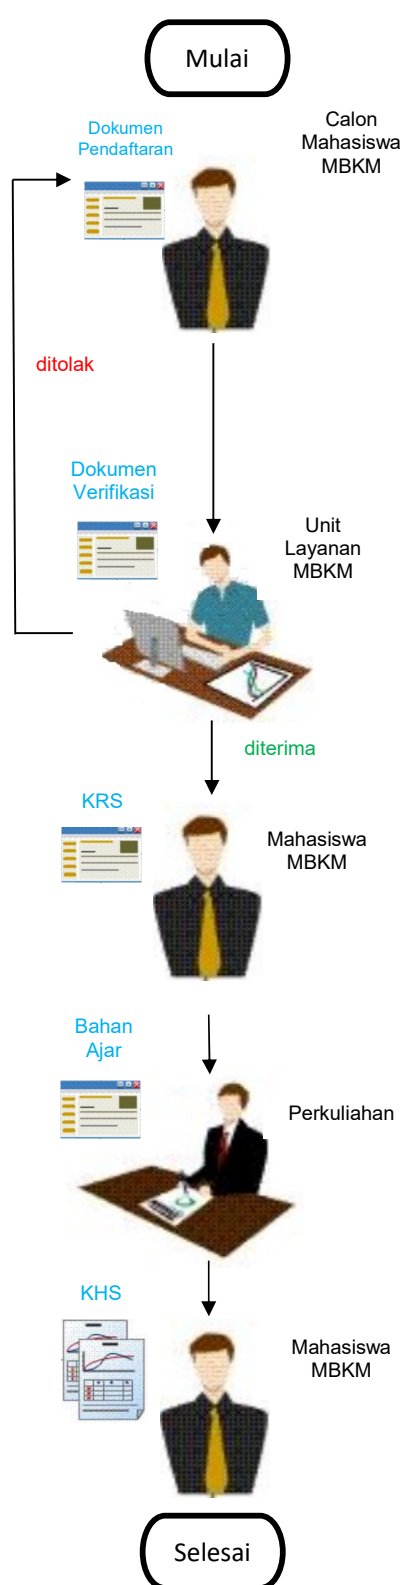 Mulai
Dokumen
Pendaftaran
Calon
Mahasiswa
MBKM
ditolak
Dokumen
Verifikasi
Unit
Layanan
MBKM
diterima
KRS
Mahasiswa
MBKM
Bahan
Ajar
Perkuliahan
KHS
Mahasiswa
MBKM
Selesai